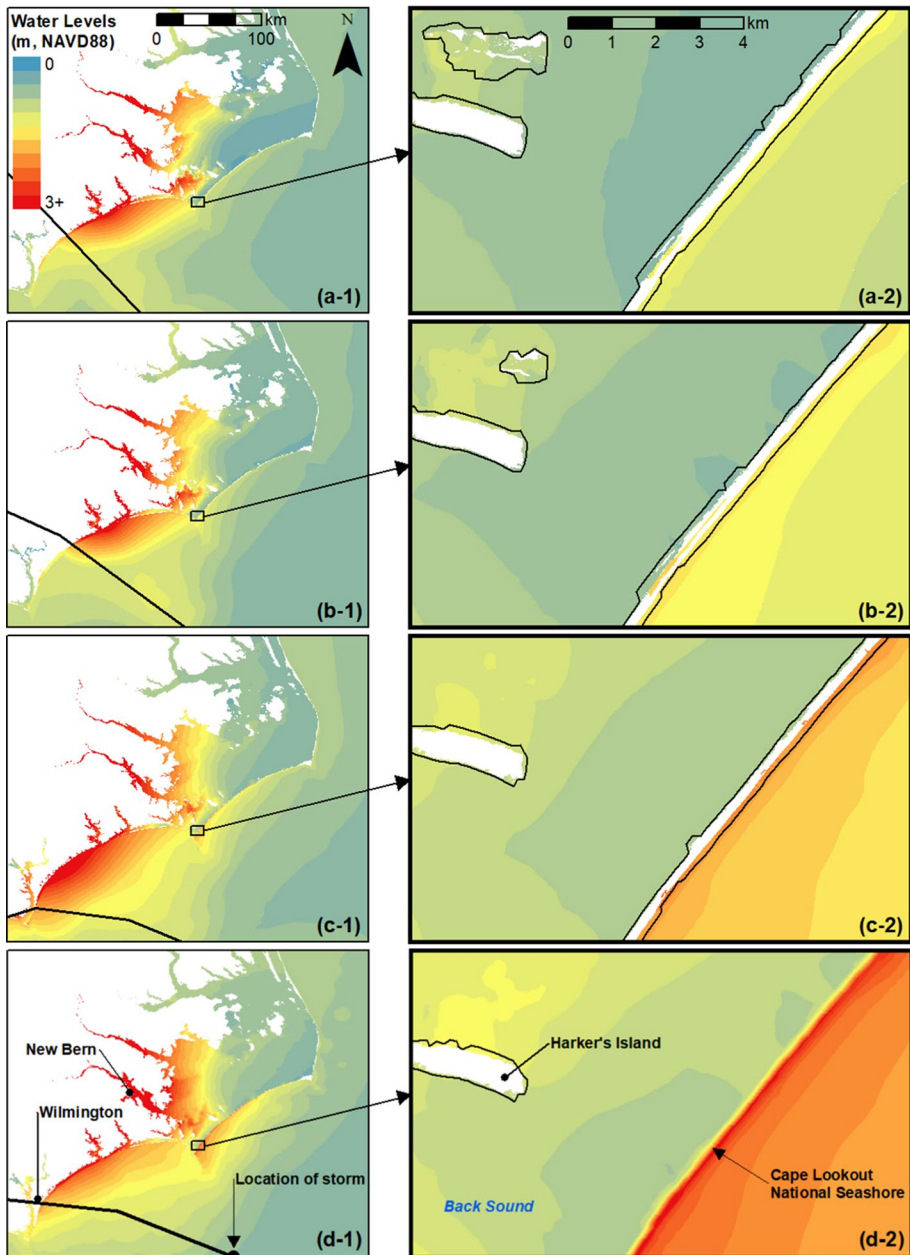 Water Levels
(m, NAVD88)
0
3+
km
0 100
N
(a-1)
km
0 1 2 3 4
(a-2)
(b-1)
(b-2)
(c-1)
(c-2)
New Bern
Wilmington
Location of storm
(d-1)
Harker's Island
Cape Lookout
National Seashore
Back Sound
(d-2)